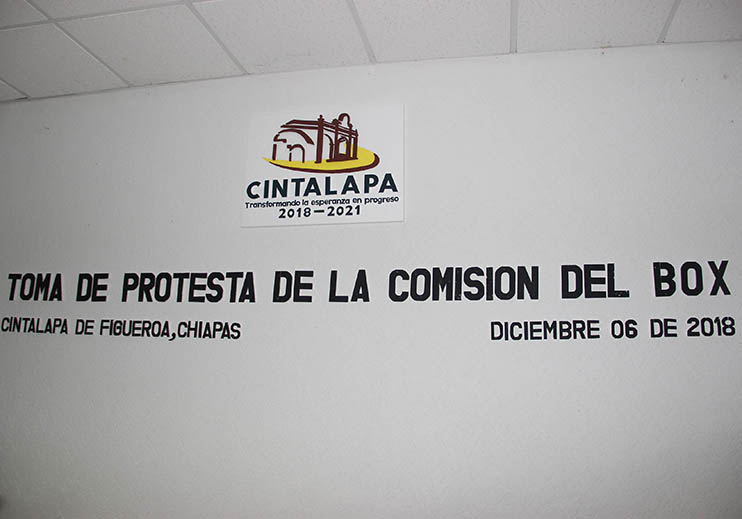 CINTALAPA
Transformando la esperanza en progreso
2018-2021
TOMA DE PROTESTA DE LA COMISION DEL BOX
CINTALAPA DE FIGUEROA,CHIAPAS
DICIEMBRE 06 DE 2018